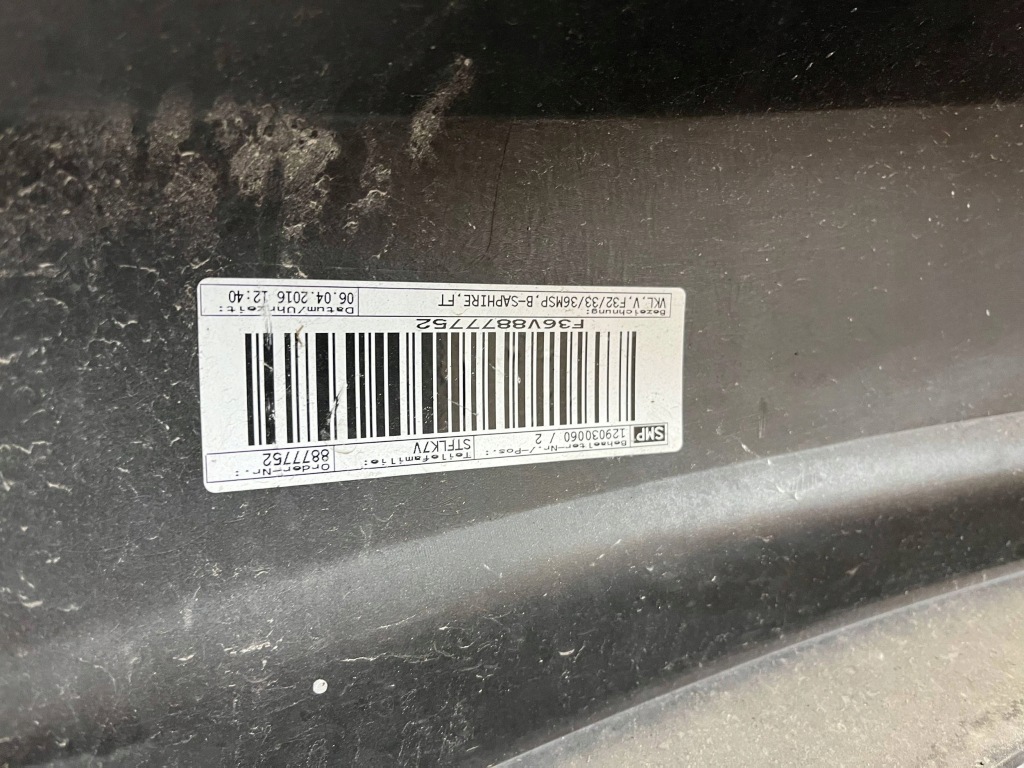 SMP
Behaelter-Nr./-Pos.:
129030060 / 2
Teilefamilie:
STFLK7V
Order-Nr.:
8877752
F36V8877752
Bezeichnung:
VKL.V.F32/33/36MSP.B-SAPHIRE,FT
Datum/Uhrzeit:
06.04.2016 12:40